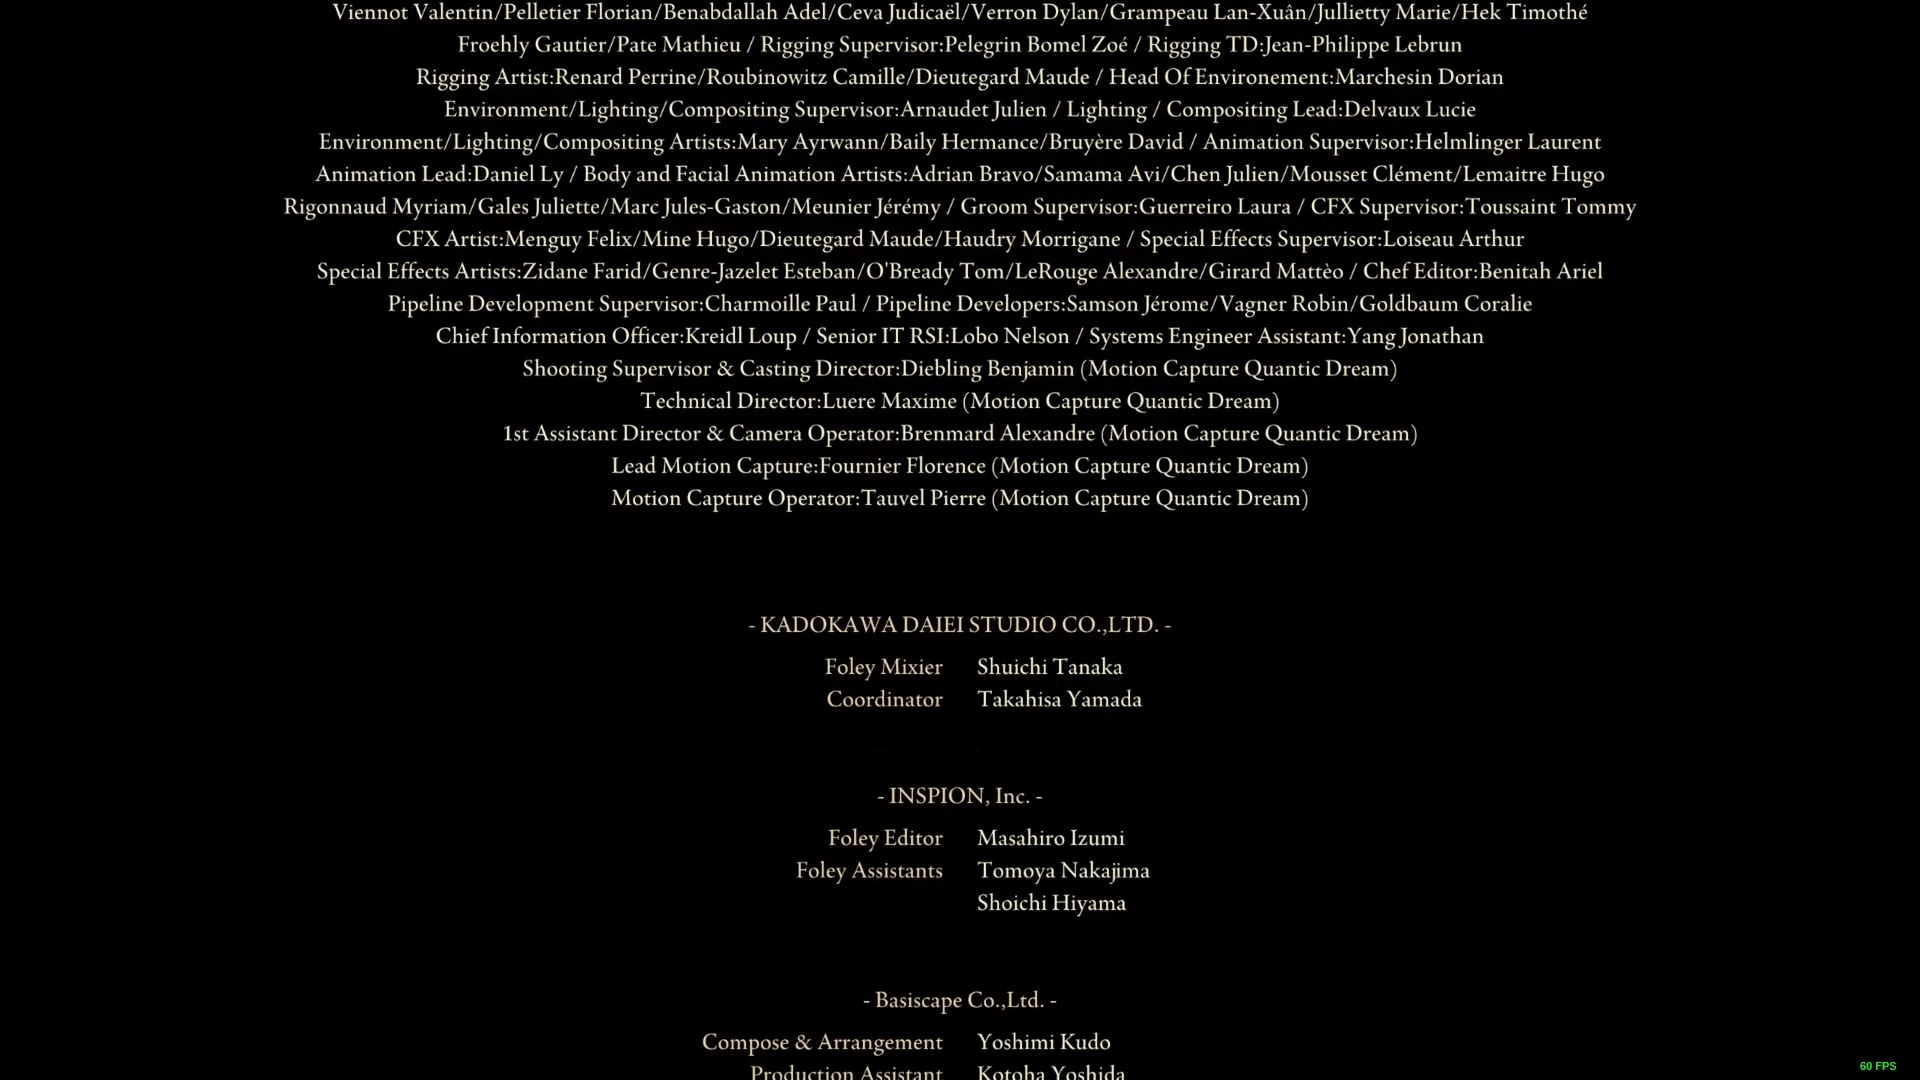 Viennot Valentin/Pelletier Florian/Benabdallah Adel/Ceva Judicaël/Verron Dylan/Grampeau Lan-Xuân/Jullietty Marie/Hek Timothé
Froehly Gautier/Pate Mathieu / Rigging Supervisor:Pelegrin Bomel Zoé / Rigging TD:Jean-Philippe Lebrun
Rigging Artist:Renard Perrine/Roubinowitz Camille/Dieutegard Maude / Head Of Environement:Marchesin Dorian
Environment/Lighting/Compositing Supervisor:Arnaudet Julien / Lighting / Compositing Lead:Delvaux Lucie
Environment/Lighting/Compositing Artists:Mary Ayrwann/Baily Hermance/Bruyère David / Animation Supervisor:Helmlinger Laurent
Animation Lead:Daniel Ly / Body and Facial Animation Artists:Adrian Bravo/Samama Avi/Chen Julien/Mousset Clément/Lemaitre Hugo
Rigonnaud Myriam/Gales Juliette/Marc Jules-Gaston/Meunier Jérémy / Groom Supervisor:Guerreiro Laura / CFX Supervisor:Toussaint Tommy
CFX Artist:Menguy Felix/Mine Hugo/Dieutegard Maude/Haudry Morrigane / Special Effects Supervisor:Loiseau Arthur
Special Effects Artists:Zidane Farid/Genre-Jazelet Esteban/O'Bready Tom/LeRouge Alexandre/Girard Mattèo / Chef Editor:Benitah Ariel
Pipeline Development Supervisor:Charmoille Paul / Pipeline Developers:Samson Jérome/Vagner Robin/Goldbaum Coralie
Chief Information Officer:Kreidl Loup / Senior IT RSI:Lobo Nelson / Systems Engineer Assistant:Yang Jonathan
Shooting Supervisor & Casting Director:Diebling Benjamin (Motion Capture Quantic Dream)
Technical Director:Luere Maxime (Motion Capture Quantic Dream)
1st Assistant Director & Camera Operator:Brenmard Alexandre (Motion Capture Quantic Dream)
Lead Motion Capture:Fournier Florence (Motion Capture Quantic Dream)
Motion Capture Operator:Tauvel Pierre (Motion Capture Quantic Dream)
- KADOKAWA DAIEI STUDIO CO.,LTD. -
Foley Mixier Shuichi Tanaka
Coordinator Takahisa Yamada
- INSPION, Inc. -
Foley Editor Masahiro Izumi
Foley Assistants Tomoya Nakajima
Shoichi Hiyama
- Basiscape Co.,Ltd. -
Compose & Arrangement Yoshimi Kudo
Production Assistant Kotoha Yoshida
60 FPS